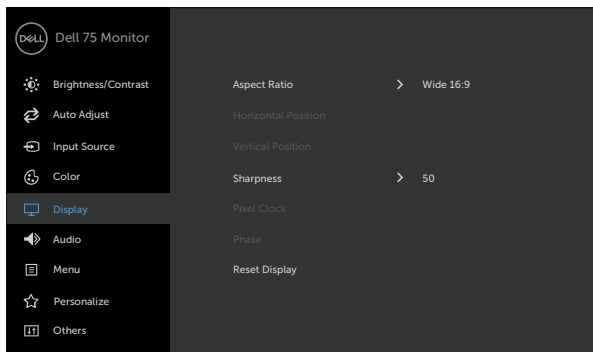 DELL Dell 75 Monitor
Brightness/Contrast
Auto Adjust
Input Source
Color
Display
Audio
Menu
Personalize
Others
Aspect Ratio > Wide 16:9
Horizontal Position
Vertical Position
Sharpness > 50
Pixel Clock
Phase
Reset Display